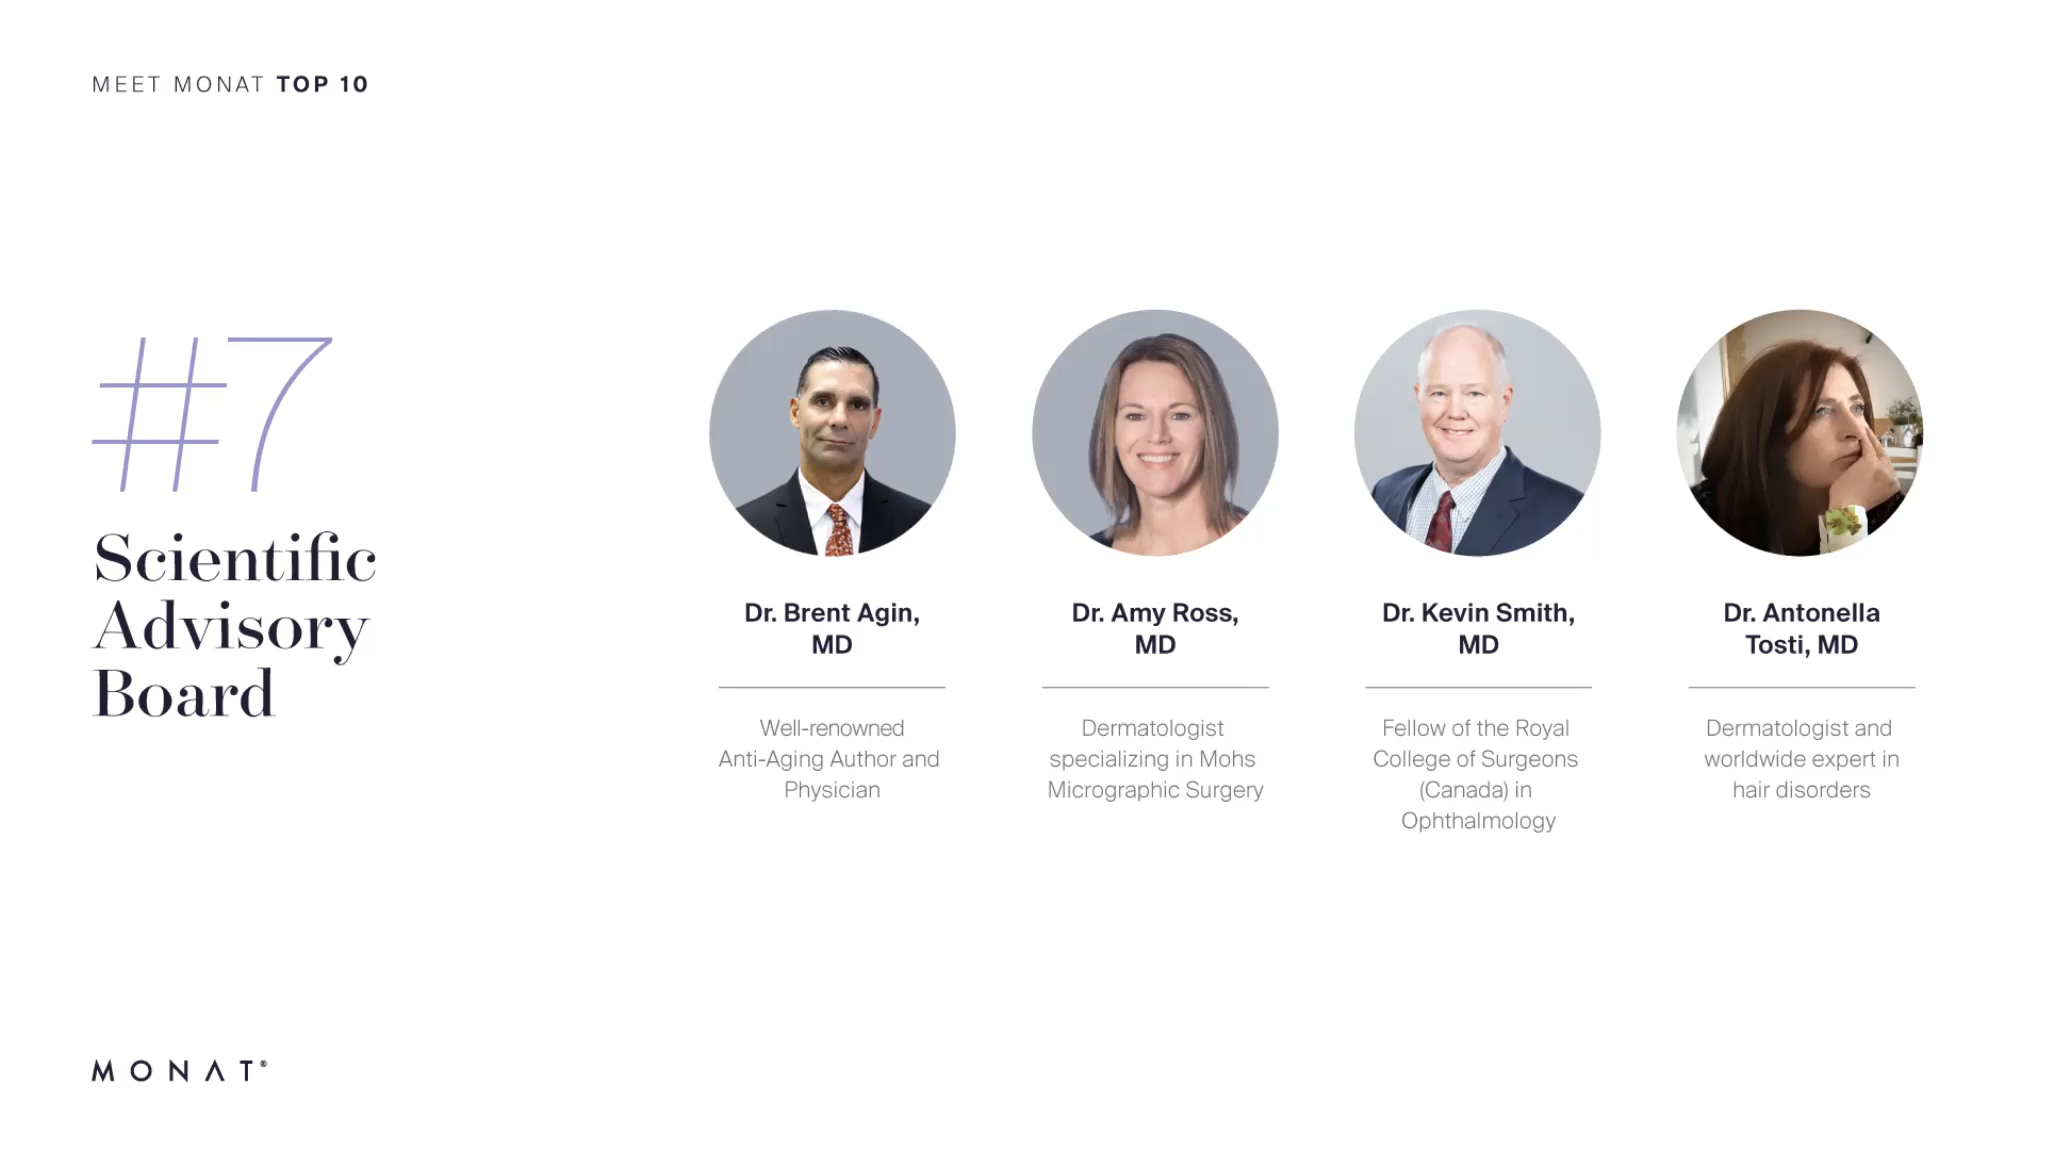 MEET MONAT TOP 10
#7
Scientific
Advisory
Board
Dr. Brent Agin,
MD
Well-renowned
Anti-Aging Author and
Physician
Dr. Amy Ross,
MD
Dermatologist
specializing in Mohs
Micrographic Surgery
Dr. Kevin Smith,
MD
Fellow of the Royal
College of Surgeons
(Canada) in
Ophthalmology
Dr. Antonella
Tosti, MD
Dermatologist and
worldwide expert in
hair disorders
MONAT®